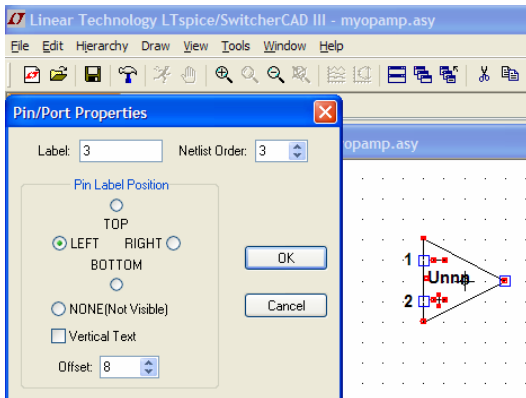 Linear Technology LTspice/SwitcherCAD III - myopamp.asy
File Edit Hierarchy Draw View Tools Window Help
Pin/Port Properties
opamp.asy
Label: 3 Netlist Order: 3
Pin Label Position
TOP
LEFT RIGHT
BOTTOM
NONE(Not Visible)
Vertical Text
Offset: 8
OK
Cancel
1
Unnn
2